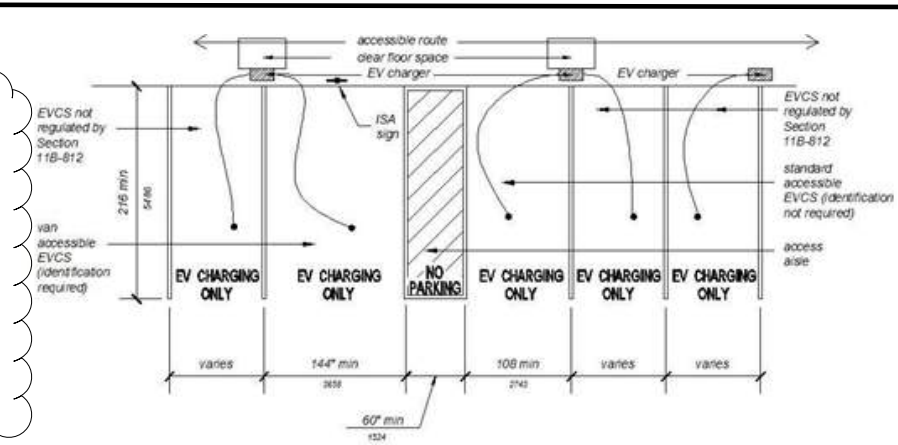 accessible route
clear floor space
EV charger
EV charger
EVCS not
regulated by
Section
11B-812
ISA
sign
EVCS not
regulated by
Section
11B-812
216 min
5486
standard
accessible
EVCS (identification
not required)
van
accessible
EVCS
(identification
required)
access
aisle
EV CHARGING
ONLY
EV CHARGING
ONLY
NO
PARKING
EV CHARGING
ONLY
EV CHARGING
ONLY
EV CHARGING
ONLY
varies
144" min
3658
108 min
2743
varies
varies
60" min
1524